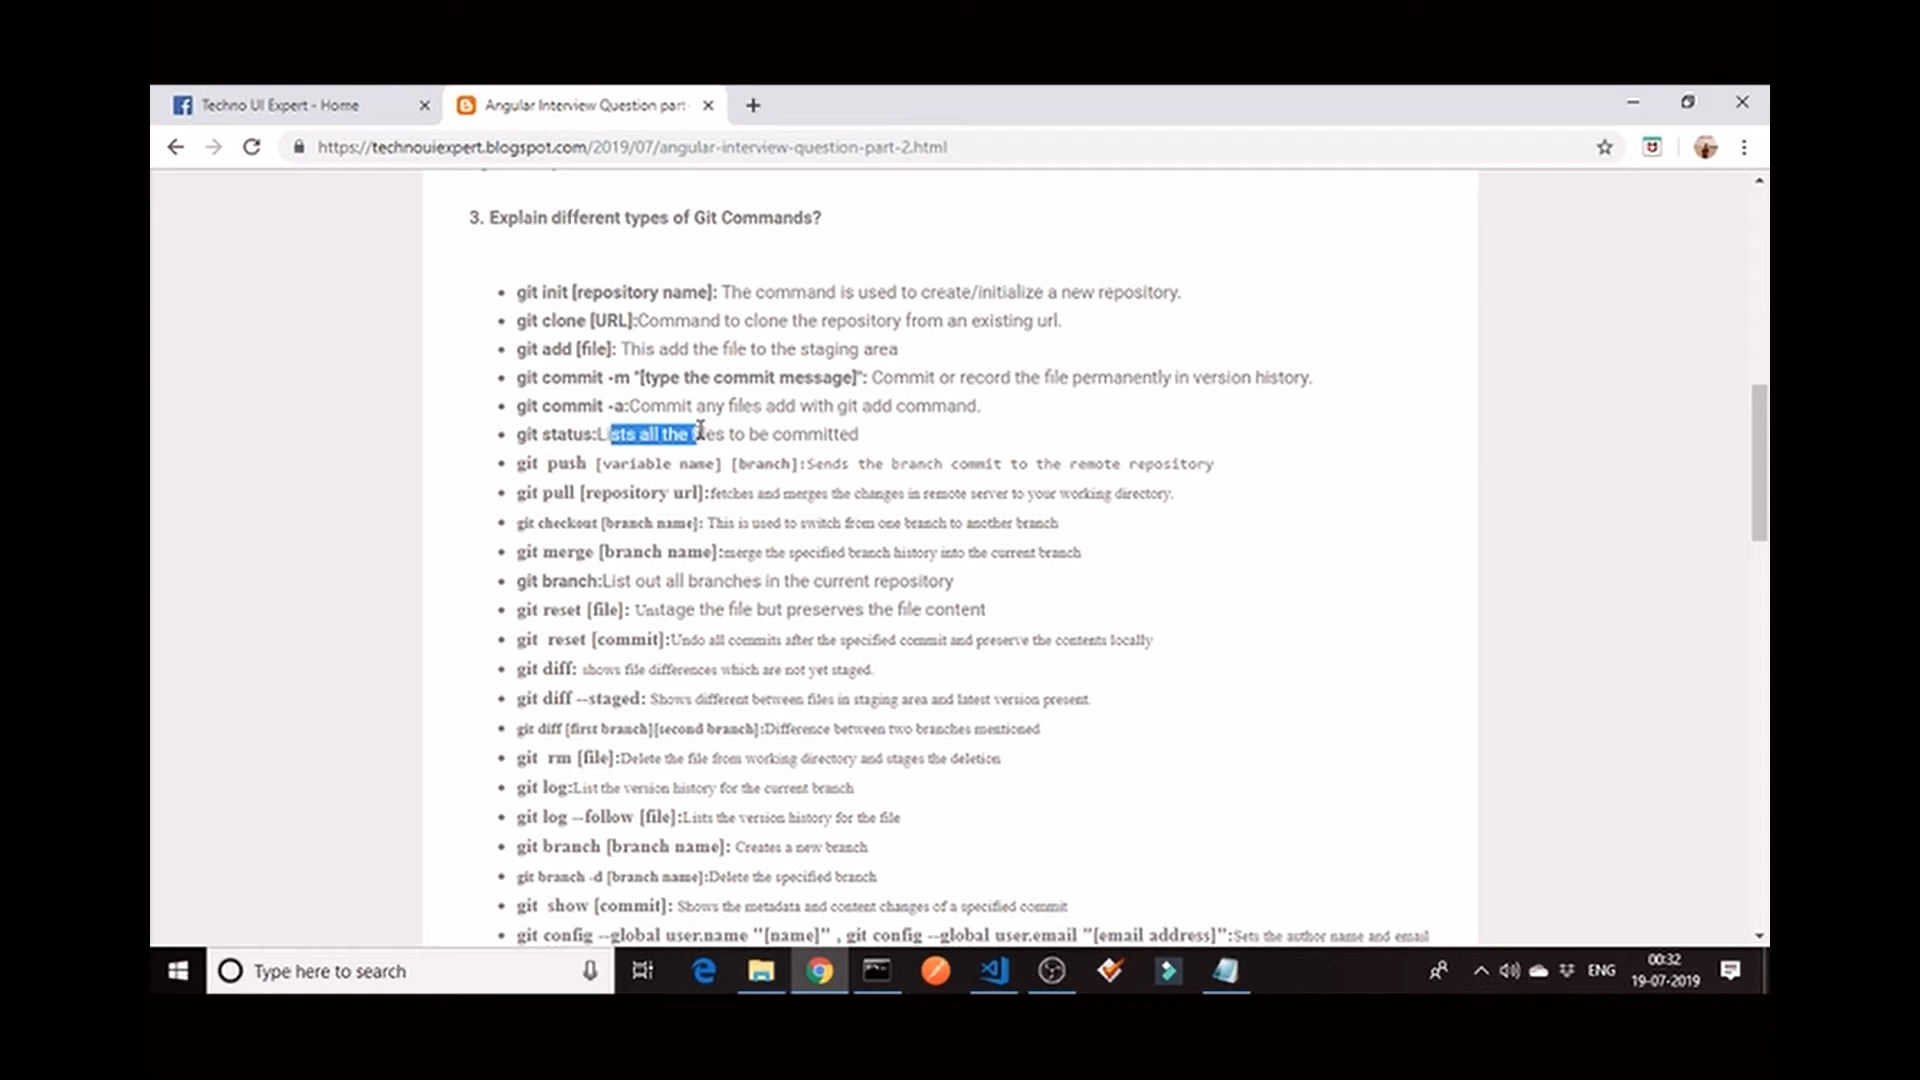 Techno UI Expert - Home
Angular Interview Question part-
https://technouiexpert.blogspot.com/2019/07/angular-interview-question-part-2.html
3. Explain different types of Git Commands?
git init [repository name]: The command is used to create/initialize a new repository.
git clone [URL]:Command to clone the repository from an existing url.
git add [file]: This add the file to the staging area
git commit -m "[type the commit message]": Commit or record the file permanently in version history.
git commit -a:Commit any files add with git add command.
git status:Lists all the files to be committed
git push [variable name] [branch]:Sends the branch commit to the remote repository
git pull [repository url]:fetches and merges the changes in remote server to your working directory.
git checkout [branch name]: This is used to switch from one branch to another branch
git merge [branch name]:merge the specified branch history into the current branch
git branch:List out all branches in the current repository
git reset [file]: Unstage the file but preserves the file content
git reset [commit]:Undo all commits after the specified commit and preserve the contents locally
git diff: shows file differences which are not yet staged.
git diff --staged: Shows different between files in staging area and latest version present.
git diff [first branch][second branch]:Difference between two branches mentioned
git rm [file]:Delete the file from working directory and stages the deletion
git log:List the version history for the current branch
git log --follow [file]:Lists the version history for the file
git branch [branch name]: Creates a new branch
git branch -d [branch name]:Delete the specified branch
git show [commit]: Shows the metadata and content changes of a specified commit
git config --global user.name "[name]" , git config --global user.email "[email address]":Sets the author name and email
Type here to search
ENG
00:32
19-07-2019